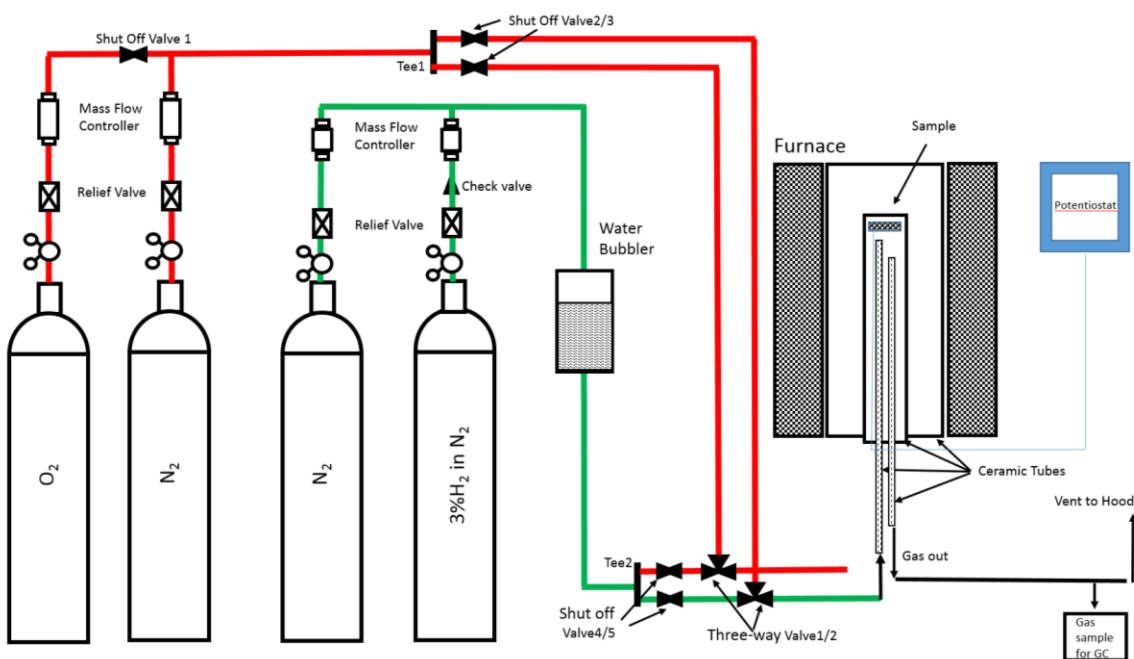 Shut Off Valve 1
Shut Off Valve2/3
Tee1
Mass Flow
Controller
Mass Flow
Controller
Sample
Furnace
Relief Valve
Check valve
Relief Valve
Potentiostat
Water
Bubbler
O₂
N₂
N₂
3%H₂ in N₂
Ceramic Tubes
Vent to Hood
Tee2
Gas out
Shut off
Valve4/5
Three-way Valve1/2
Gas
sample
for GC